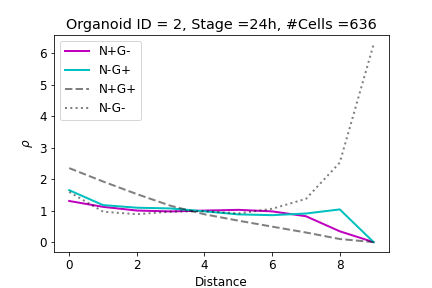 Organoid ID = 2, Stage =24h, #Cells =636
N+G-
N-G+
N+G+
N-G-
6
5
4
3
2
1
0
ρ
0 2 4 6 8
Distance